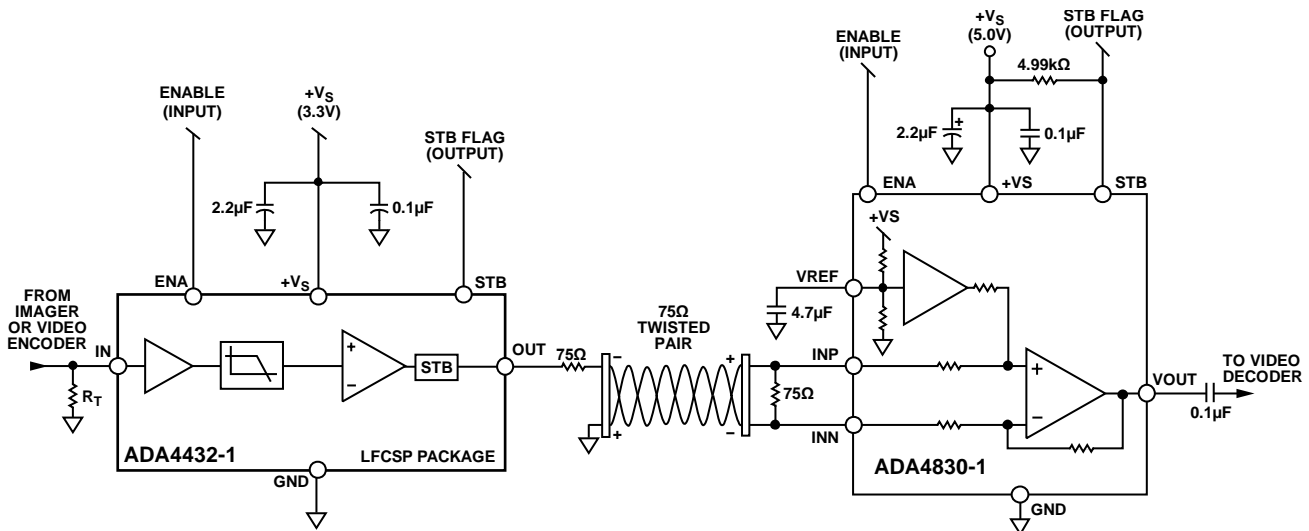 ENABLE
(INPUT)
+VS
(3.3V)
STB FLAG
(OUTPUT)
2.2µF
0.1µF
ENA
+VS
STB
FROM
IMAGER
OR VIDEO
ENCODER
IN
RT
STB
OUT
ADA4432-1
LFCSP PACKAGE
GND
75Ω
75Ω
TWISTED
PAIR
–
+
+
–
+
–
ENABLE
(INPUT)
+VS
(5.0V)
STB FLAG
(OUTPUT)
4.99kΩ
2.2µF
+
0.1µF
ENA
+VS
STB
+VS
VREF
4.7µF
INP
75Ω
INN
+
–
VOUT
TO VIDEO
DECODER
0.1µF
ADA4830-1
GND